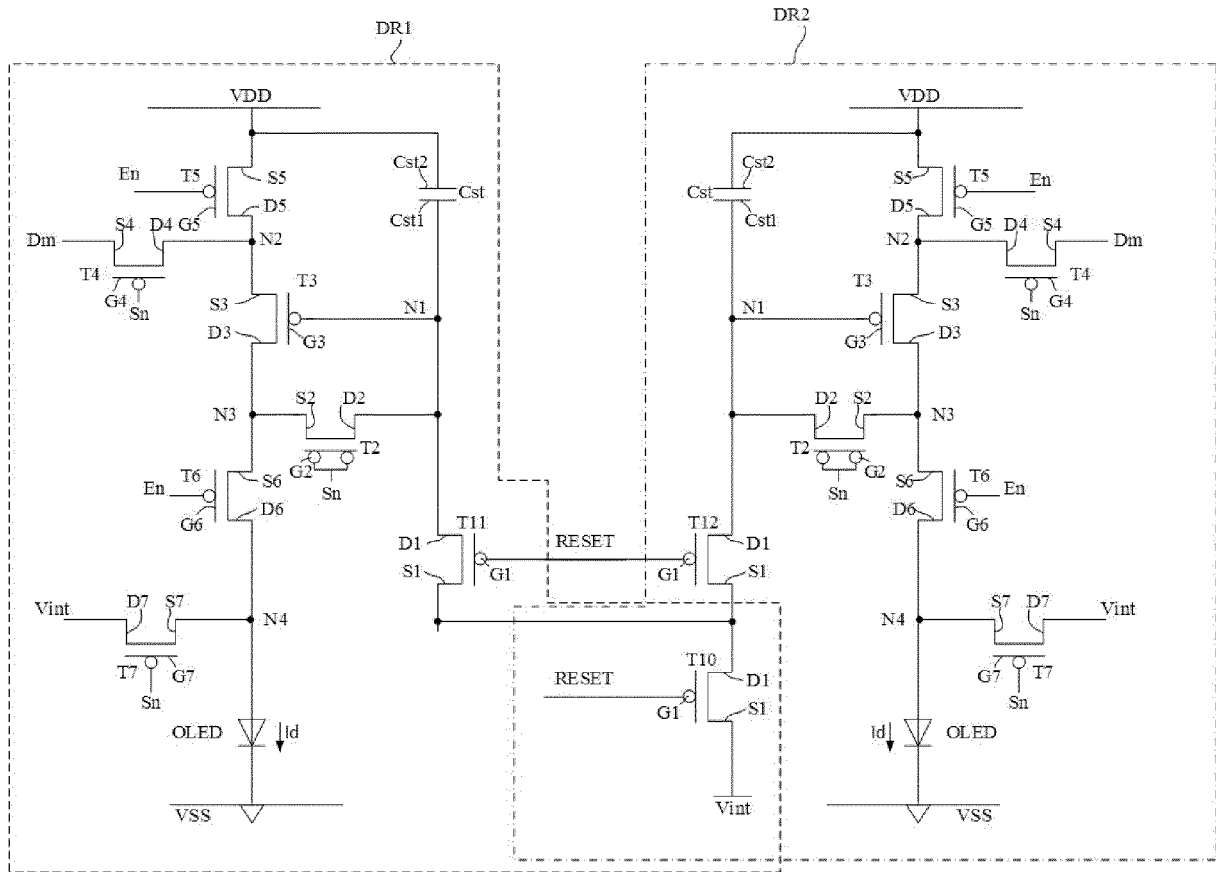 DR1
DR2
VDD
VDD
Cst2
Cst
Cst1
Cst2
Cst
Cst1
En
T5
S5
G5
D5
S5
T5
En
D5
G5
Dm
S4
D4
N2
T4
G4
Sn
N2
D4
S4
Dm
T4
G4
Sn
T3
S3
D3
G3
N1
N1
T3
S3
G3
D3
N3
S2
D2
G2
T2
Sn
D2
S2
N3
T2
G2
Sn
T6
En
S6
G6
D6
S6
T6
En
D6
G6
T11
D1
S1
G1
RESET
T12
D1
G1
S1
Vint
D7
S7
N4
T7
G7
Sn
N4
S7
D7
Vint
G7
T7
Sn
RESET
T10
D1
G1
S1
OLED
Id
Id
OLED
VSS
Vint
VSS